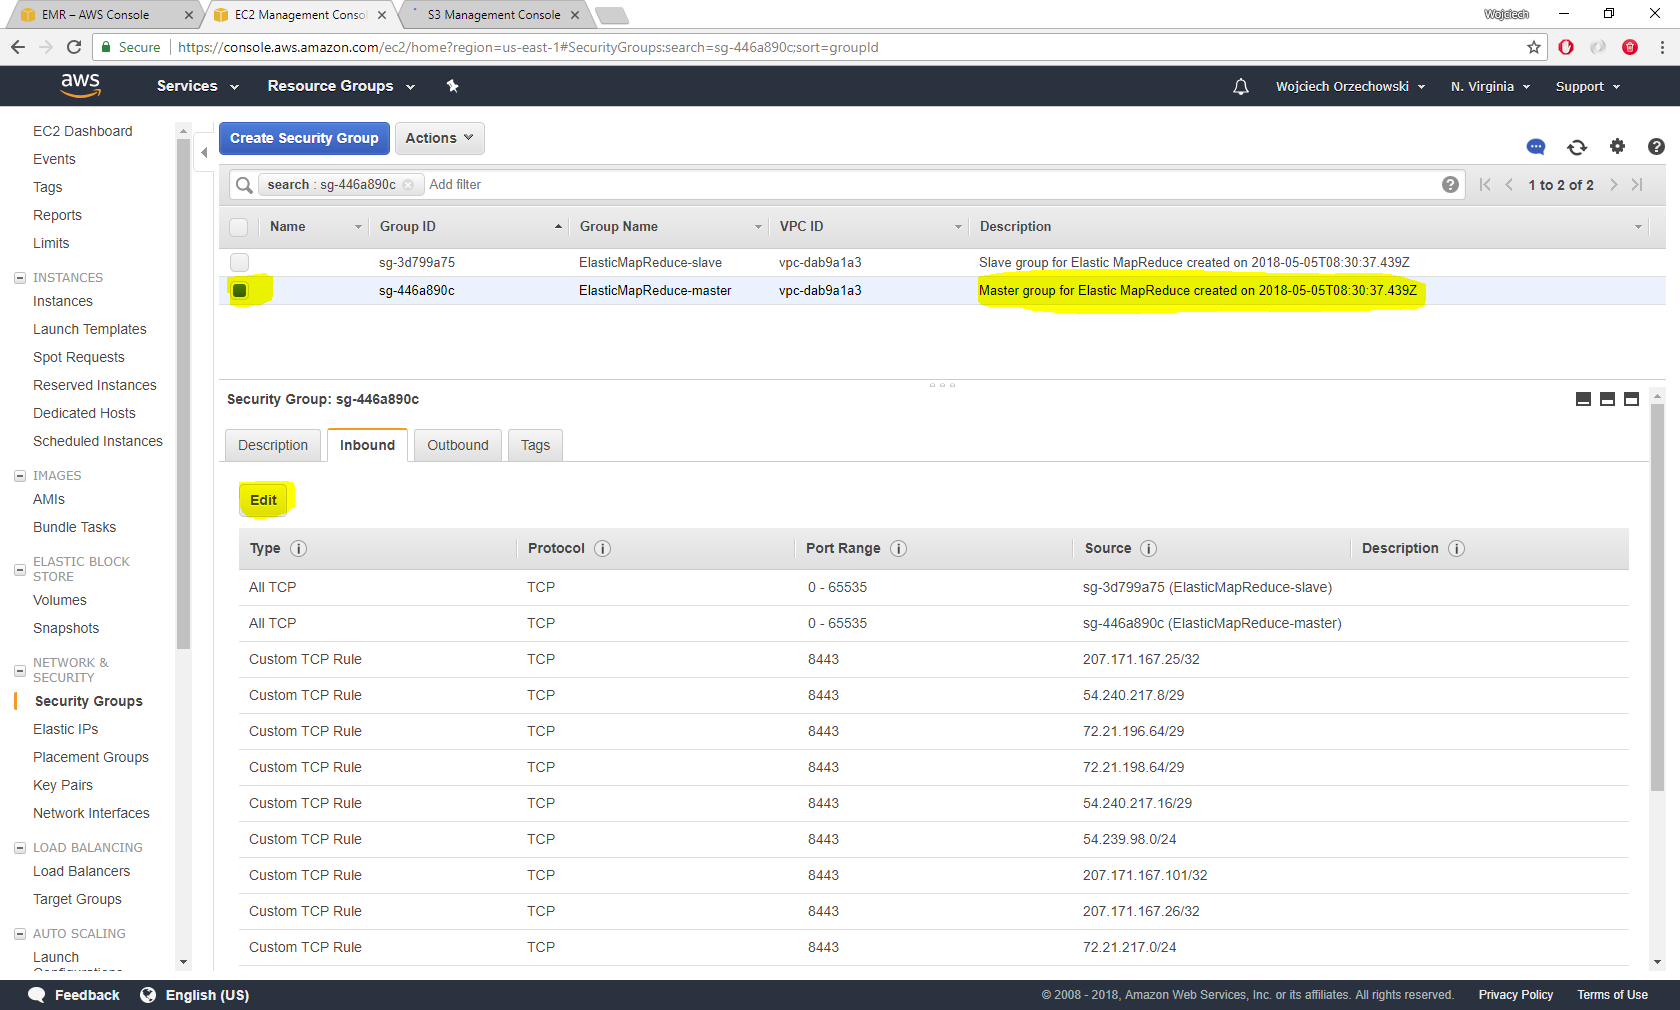 EMR – AWS Console
EC2 Management Conso
S3 Management Console
Wojciech
Secure
https://console.aws.amazon.com/ec2/home?region=us-east-1#SecurityGroups:search=sg-446a890c;sort=groupId
aws
Services
Resource Groups
Wojciech Orzechowski
N. Virginia
Support
EC2 Dashboard
Events
Tags
Reports
Limits
INSTANCES
Instances
Launch Templates
Spot Requests
Reserved Instances
Dedicated Hosts
Scheduled Instances
IMAGES
AMIs
Bundle Tasks
ELASTIC BLOCK
STORE
Volumes
Snapshots
NETWORK &
SECURITY
Security Groups
Elastic IPs
Placement Groups
Key Pairs
Network Interfaces
LOAD BALANCING
Load Balancers
Target Groups
AUTO SCALING
Launch
Create Security Group
Actions
search : sg-446a890c
Add filter
1 to 2 of 2
Name Group ID Group Name VPC ID Description
sg-3d799a75 ElasticMapReduce-slave vpc-dab9a1a3 Slave group for Elastic MapReduce created on 2018-05-05T08:30:37.439Z
sg-446a890c ElasticMapReduce-master vpc-dab9a1a3 Master group for Elastic MapReduce created on 2018-05-05T08:30:37.439Z
Security Group: sg-446a890c
Description Inbound Outbound Tags
Edit
Type Protocol Port Range Source Description
All TCP TCP 0 - 65535 sg-3d799a75 (ElasticMapReduce-slave)
All TCP TCP 0 - 65535 sg-446a890c (ElasticMapReduce-master)
Custom TCP Rule TCP 8443 207.171.167.25/32
Custom TCP Rule TCP 8443 54.240.217.8/29
Custom TCP Rule TCP 8443 72.21.196.64/29
Custom TCP Rule TCP 8443 72.21.198.64/29
Custom TCP Rule TCP 8443 54.240.217.16/29
Custom TCP Rule TCP 8443 54.239.98.0/24
Custom TCP Rule TCP 8443 207.171.167.101/32
Custom TCP Rule TCP 8443 207.171.167.26/32
Custom TCP Rule TCP 8443 72.21.217.0/24
Feedback
English (US)
© 2008 - 2018, Amazon Web Services, Inc. or its affiliates. All rights reserved.
Privacy Policy
Terms of Use